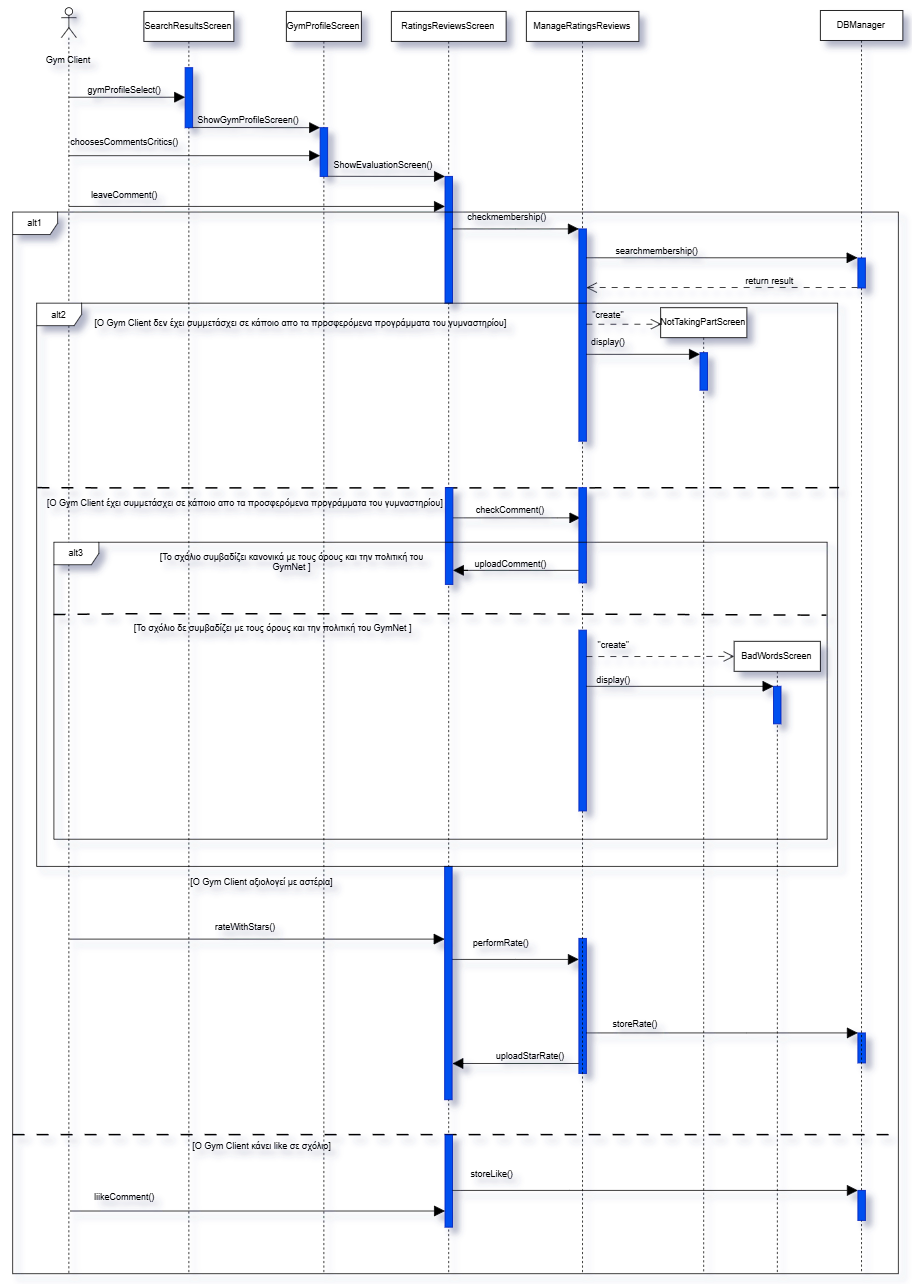 SearchResultsScreen
GymProfileScreen
RatingsReviewsScreen
ManageRatingsReviews
DBManager
Gym Client
gymProfileSelect()
ShowGymProfileScreen()
choosesCommentsCritics()
ShowEvaluationScreen()
leaveComment()
alt1
checkmembership()
searchmembership()
return result
alt2
[Ο Gym Client δεν έχει συμμετάσχει σε κάποιο απο τα προσφερόμενα προγράμματα του γυμναστηρίου]
"create"
NotTakingPartScreen
display()
[Ο Gym Client έχει συμμετάσχει σε κάποιο απο τα προσφερόμενα προγράμματα του γυμναστηρίου]
checkComment()
alt3
[Το σχόλιο συμβαδίζει κανονικά με τους όρους και την πολιτική του
GymNet ]
uploadComment()
[Το σχόλιο δε συμβαδίζει με τους όρους και την πολιτική του GymNet ]
"create"
BadWordsScreen
display()
[Ο Gym Client αξιολογεί με αστέρια]
rateWithStars()
performRate()
storeRate()
uploadStarRate()
[Ο Gym Client κάνει like σε σχόλιο]
storeLike()
liikeComment()